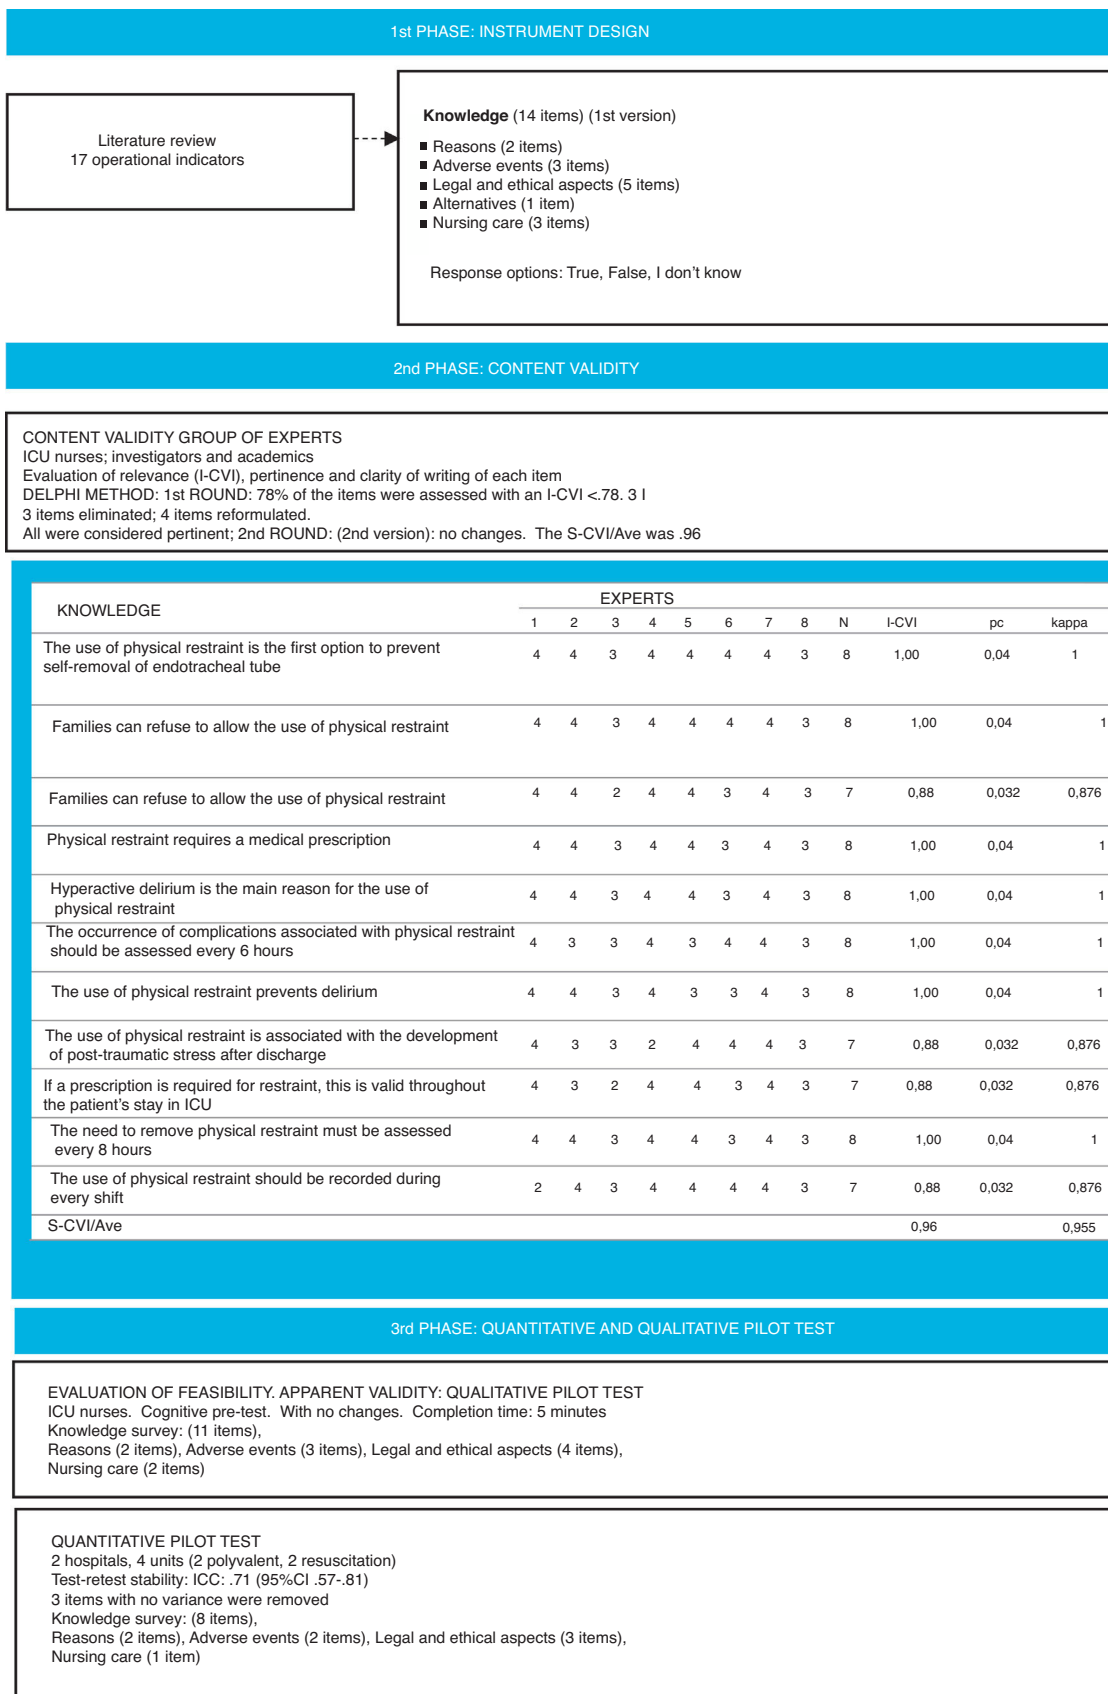 1st PHASE: INSTRUMENT DESIGN
Literature review
17 operational indicators
Knowledge (14 items) (1st version)
■ Reasons (2 items)
■ Adverse events (3 items)
■ Legal and ethical aspects (5 items)
■ Alternatives (1 item)
■ Nursing care (3 items)
Response options: True, False, I don't know
2nd PHASE: CONTENT VALIDITY
CONTENT VALIDITY GROUP OF EXPERTS
ICU nurses; investigators and academics
Evaluation of relevance (I-CVI), pertinence and clarity of writing of each item
DELPHI METHOD: 1st ROUND: 78% of the items were assessed with an I-CVI <.78. 3 I
3 items eliminated; 4 items reformulated.
All were considered pertinent; 2nd ROUND: (2nd version): no changes. The S-CVI/Ave was .96
KNOWLEDGE EXPERTS
1 2 3 4 5 6 7 8 N I-CVI pc kappa
The use of physical restraint is the first option to prevent
self-removal of endotracheal tube 4 4 3 4 4 4 4 3 8 1,00 0,04 1
Families can refuse to allow the use of physical restraint 4 4 3 4 4 4 4 3 8 1,00 0,04 1
Families can refuse to allow the use of physical restraint 4 4 2 4 4 3 4 3 7 0,88 0,032 0,876
Physical restraint requires a medical prescription 4 4 3 4 4 3 4 3 8 1,00 0,04 1
Hyperactive delirium is the main reason for the use of
physical restraint 4 4 3 4 4 3 4 3 8 1,00 0,04 1
The occurrence of complications associated with physical restraint
should be assessed every 6 hours 4 3 3 4 3 4 4 3 8 1,00 0,04 1
The use of physical restraint prevents delirium 4 4 3 4 3 3 4 3 8 1,00 0,04 1
The use of physical restraint is associated with the development
of post-traumatic stress after discharge 4 3 3 2 4 4 4 3 7 0,88 0,032 0,876
If a prescription is required for restraint, this is valid throughout
the patient's stay in ICU 4 3 2 4 4 3 4 3 7 0,88 0,032 0,876
The need to remove physical restraint must be assessed
every 8 hours 4 4 3 4 4 3 4 3 8 1,00 0,04 1
The use of physical restraint should be recorded during
every shift 2 4 3 4 4 4 4 3 7 0,88 0,032 0,876
S-CVI/Ave 0,96 0,955
3rd PHASE: QUANTITATIVE AND QUALITATIVE PILOT TEST
EVALUATION OF FEASIBILITY. APPARENT VALIDITY: QUALITATIVE PILOT TEST
ICU nurses. Cognitive pre-test. With no changes. Completion time: 5 minutes
Knowledge survey: (11 items),
Reasons (2 items), Adverse events (3 items), Legal and ethical aspects (4 items),
Nursing care (2 items)
QUANTITATIVE PILOT TEST
2 hospitals, 4 units (2 polyvalent, 2 resuscitation)
Test-retest stability: ICC: .71 (95%CI .57-.81)
3 items with no variance were removed
Knowledge survey: (8 items),
Reasons (2 items), Adverse events (2 items), Legal and ethical aspects (3 items),
Nursing care (1 item)